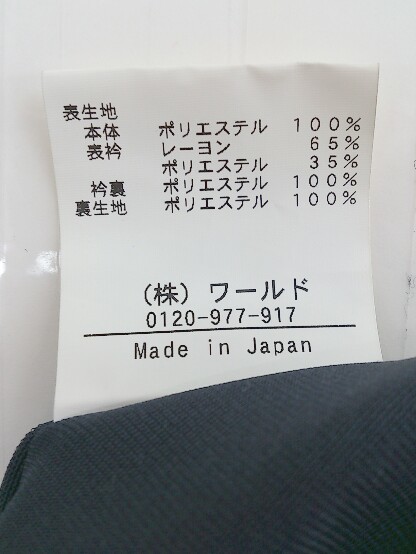 表生地
本体 ポリエステル 100%
表衿 レーヨン 65%
ポリエステル 35%
衿裏 ポリエステル 100%
裏生地 ポリエステル 100%
(株) ワールド
0120-977-917
Made in Japan